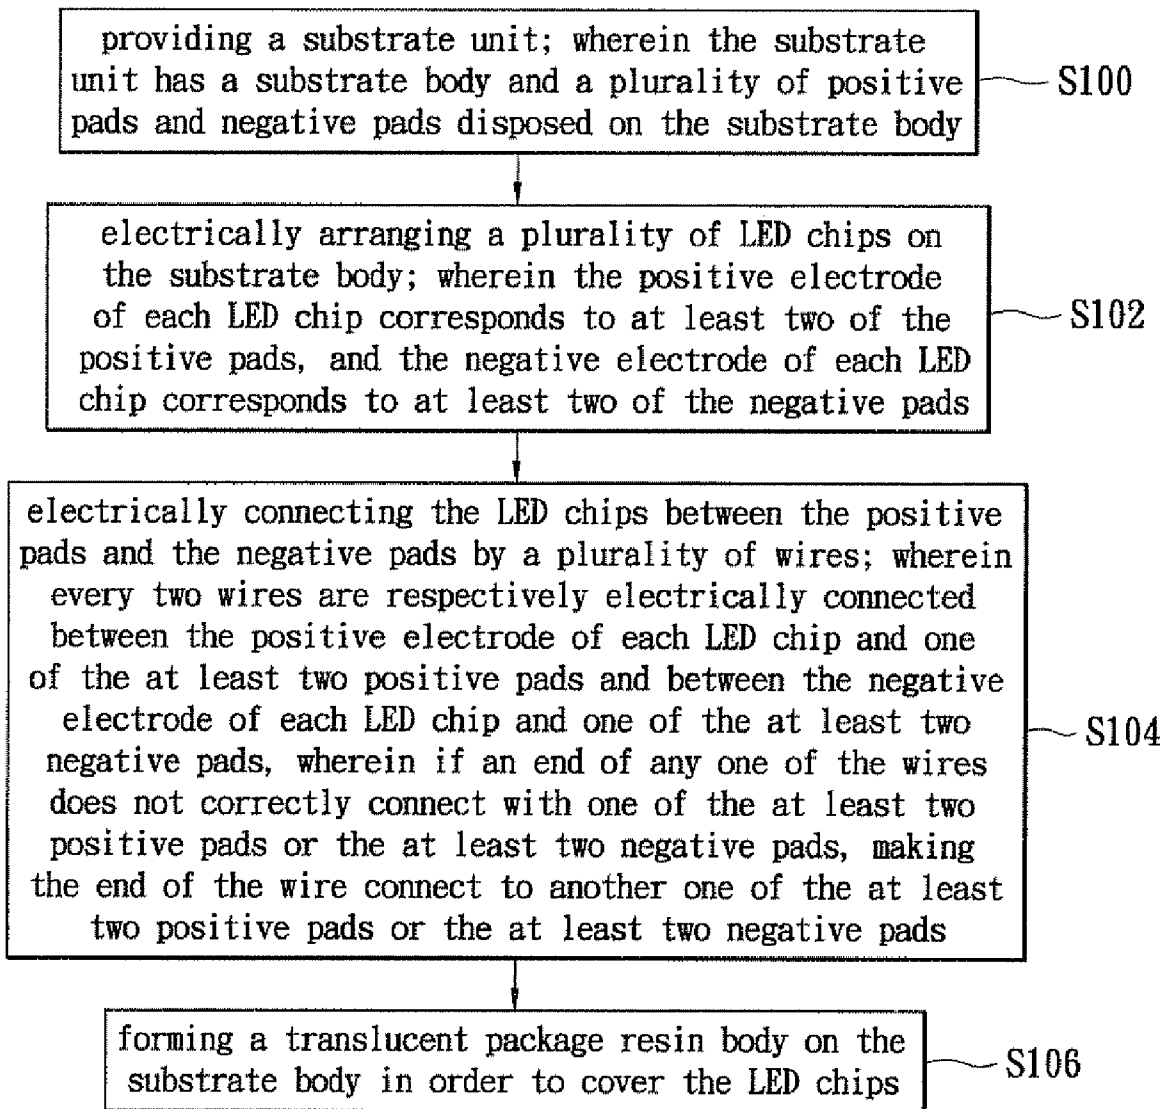 providing a substrate unit; wherein the substrate
unit has a substrate body and a plurality of positive
pads and negative pads disposed on the substrate body
S100
electrically arranging a plurality of LED chips on
the substrate body; wherein the positive electrode
of each LED chip corresponds to at least two of the
positive pads, and the negative electrode of each LED
chip corresponds to at least two of the negative pads
S102
electrically connecting the LED chips between the positive
pads and the negative pads by a plurality of wires; wherein
every two wires are respectively electrically connected
between the positive electrode of each LED chip and one
of the at least two positive pads and between the negative
electrode of each LED chip and one of the at least two
negative pads, wherein if an end of any one of the wires
does not correctly connect with one of the at least two
positive pads or the at least two negative pads, making
the end of the wire connect to another one of the at least
two positive pads or the at least two negative pads
S104
forming a translucent package resin body on the
substrate body in order to cover the LED chips
S106